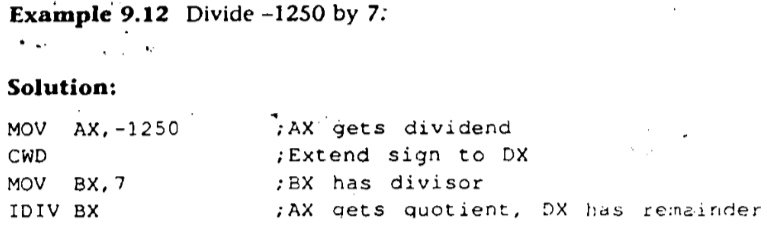 Example 9.12 Divide –1250 by 7:
Solution:
MOV AX,-1250 ;AX gets dividend
CWD ;Extend sign to DX
MOV BX,7 ;BX has divisor
IDIV BX ;AX gets quotient, DX has remainder